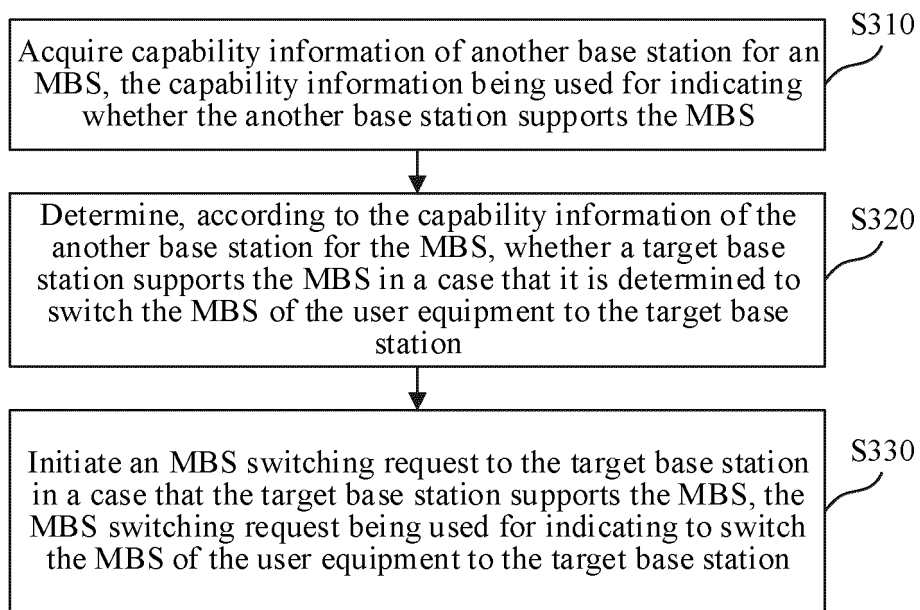 S310
Acquire capability information of another base station for an
MBS, the capability information being used for indicating
whether the another base station supports the MBS
S320
Determine, according to the capability information of the
another base station for the MBS, whether a target base
station supports the MBS in a case that it is determined to
switch the MBS of the user equipment to the target base
station
S330
Initiate an MBS switching request to the target base station
in a case that the target base station supports the MBS, the
MBS switching request being used for indicating to switch
the MBS of the user equipment to the target base station